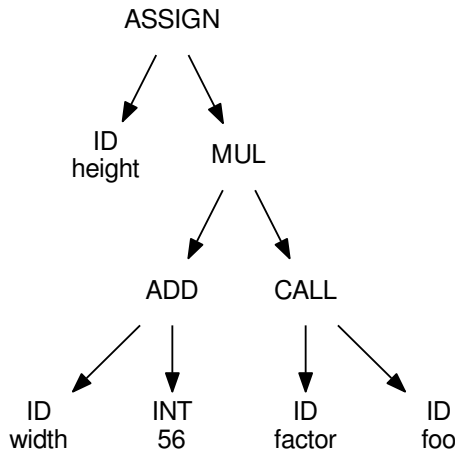 ASSIGN
ID
height
MUL
ADD
CALL
ID
width
INT
56
ID
factor
ID
foo